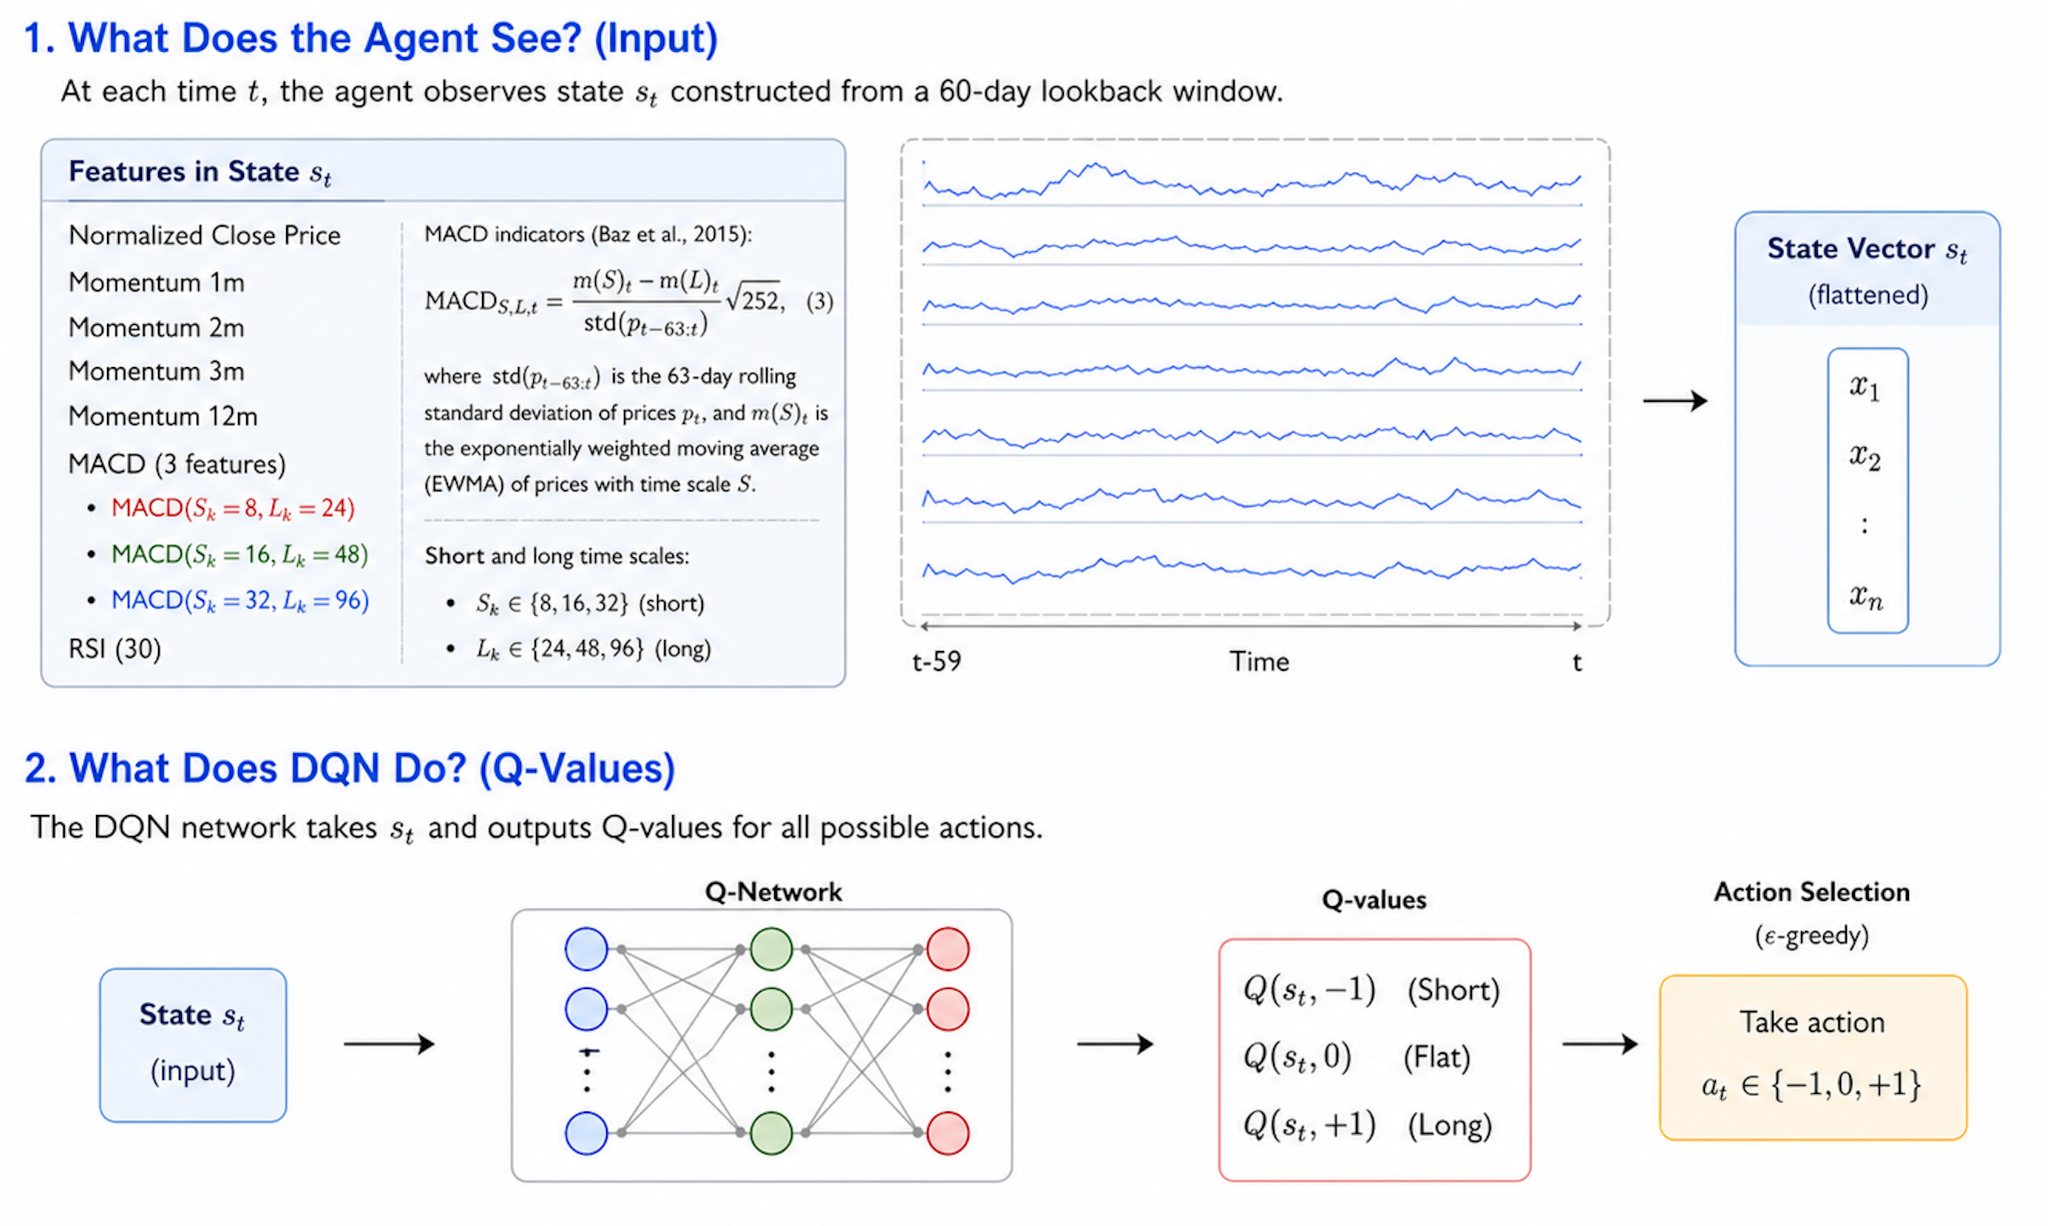 1. What Does the Agent See? (Input)
At each time t, the agent observes state s_t constructed from a 60-day lookback window.
Features in State s_t
Normalized Close Price
Momentum 1m
Momentum 2m
Momentum 3m
Momentum 12m
MACD (3 features)
• MACD(S_k = 8, L_k = 24)
• MACD(S_k = 16, L_k = 48)
• MACD(S_k = 32, L_k = 96)
RSI (30)
MACD indicators (Baz et al., 2015):
MACD_{S,L,t} = \frac{m(S)_t − m(L)_t}{std(p_{t−63:t})} \sqrt{252}, (3)
where std(p_{t−63:t}) is the 63-day rolling
standard deviation of prices p_t, and m(S)_t is
the exponentially weighted moving average
(EWMA) of prices with time scale S.
Short and long time scales:
• S_k ∈ {8, 16, 32} (short)
• L_k ∈ {24, 48, 96} (long)
t-59
Time
t
State Vector s_t
(flattened)
x_1
x_2
:
x_n
2. What Does DQN Do? (Q-Values)
The DQN network takes s_t and outputs Q-values for all possible actions.
State s_t
(input)
Q-Network
Q-values
Q(s_t, −1) (Short)
Q(s_t, 0) (Flat)
Q(s_t, +1) (Long)
Action Selection
(ε-greedy)
Take action
a_t ∈ {−1, 0, +1}